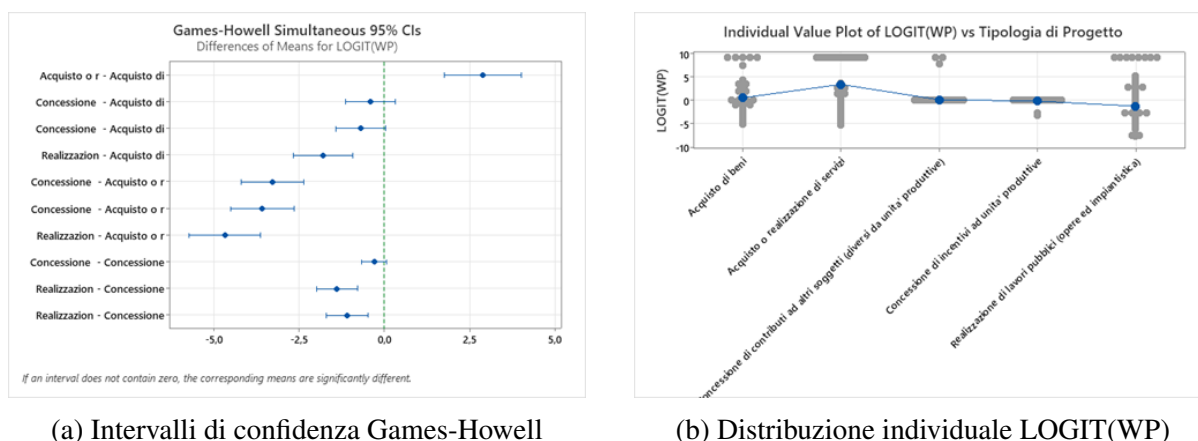 Games-Howell Simultaneous 95% CIs
Differences of Means for LOGIT(WP)
Acquisto o r - Acquisto di
Concessione - Acquisto di
Concessione - Acquisto di
Realizzazion - Acquisto di
Concessione - Acquisto o r
Concessione - Acquisto o r
Realizzazion - Acquisto o r
Concessione - Concessione
Realizzazion - Concessione
Realizzazion - Concessione
-5,0 -2,5 0,0 2,5 5,0
If an interval does not contain zero, the corresponding means are significantly different.
(a) Intervalli di confidenza Games-Howell
Individual Value Plot of LOGIT(WP) vs Tipologia di Progetto
LOGIT(WP)
10
5
0
-5
-10
Acquisto di beni
Acquisto o realizzazione di servizi
oncessione di contributi ad altri soggetti (diversi da unita' produttive)
Concessione di incentivi ad unita' produttive
Realizzazione di lavori pubblici (opere ed impiantistica)
(b) Distribuzione individuale LOGIT(WP)